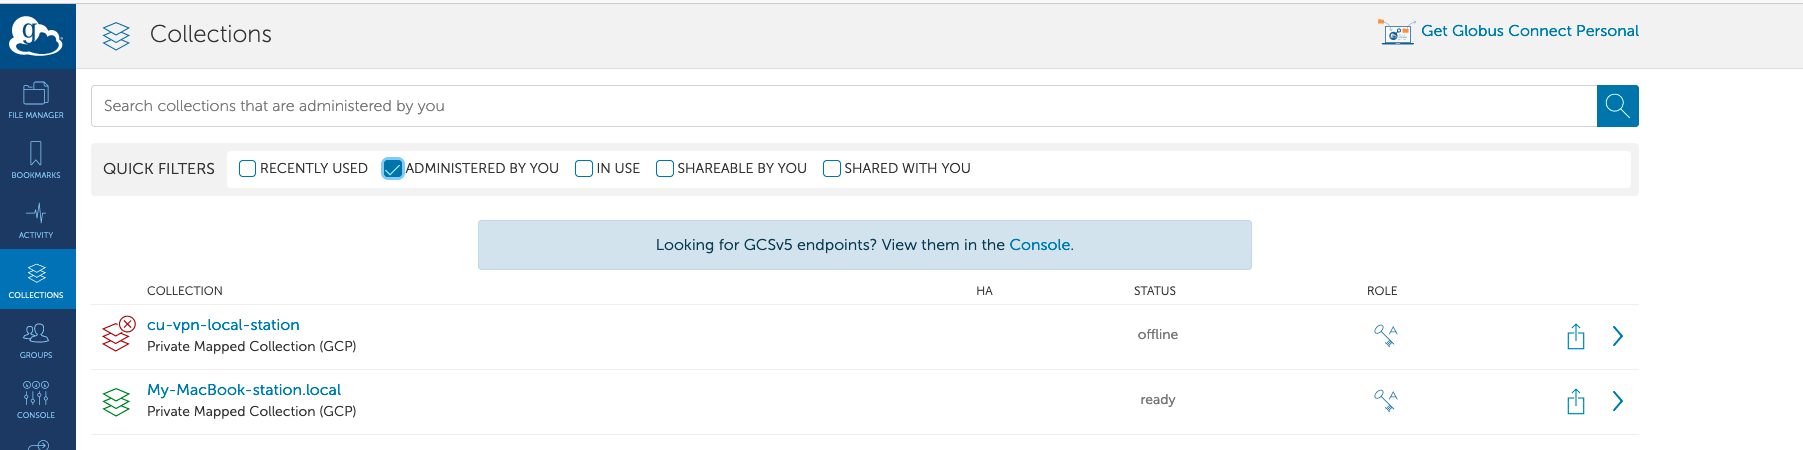 g
Collections
Get Globus Connect Personal
FILE MANAGER
Search collections that are administered by you
BOOKMARKS
QUICK FILTERS RECENTLY USED ADMINISTERED BY YOU IN USE SHAREABLE BY YOU SHARED WITH YOU
ACTIVITY
Looking for GCSv5 endpoints? View them in the Console.
COLLECTIONS
COLLECTION HA STATUS ROLE
cu-vpn-local-station
Private Mapped Collection (GCP)
offline
A
GROUPS
My-MacBook-station.local
Private Mapped Collection (GCP)
ready
A
CONSOLE